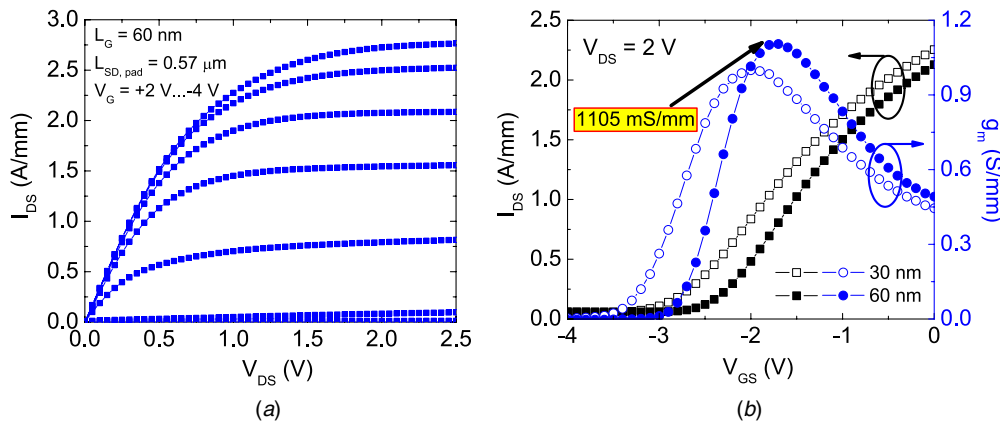 L_G = 60 nm
L_SD, pad = 0.57 μm
V_G = +2 V...-4 V
I_DS (A/mm)
3.0
2.5
2.0
1.5
1.0
0.5
0.0
0.0 0.5 1.0 1.5 2.0 2.5
V_DS (V)
(a)
V_DS = 2 V
1105 mS/mm
I_DS (A/mm)
2.5
2.0
1.5
1.0
0.5
0.0
−4 −3 −2 −1 0
V_GS (V)
1.2
0.9
0.6
0.3
0.0
g_m (S/mm)
30 nm
60 nm
(b)